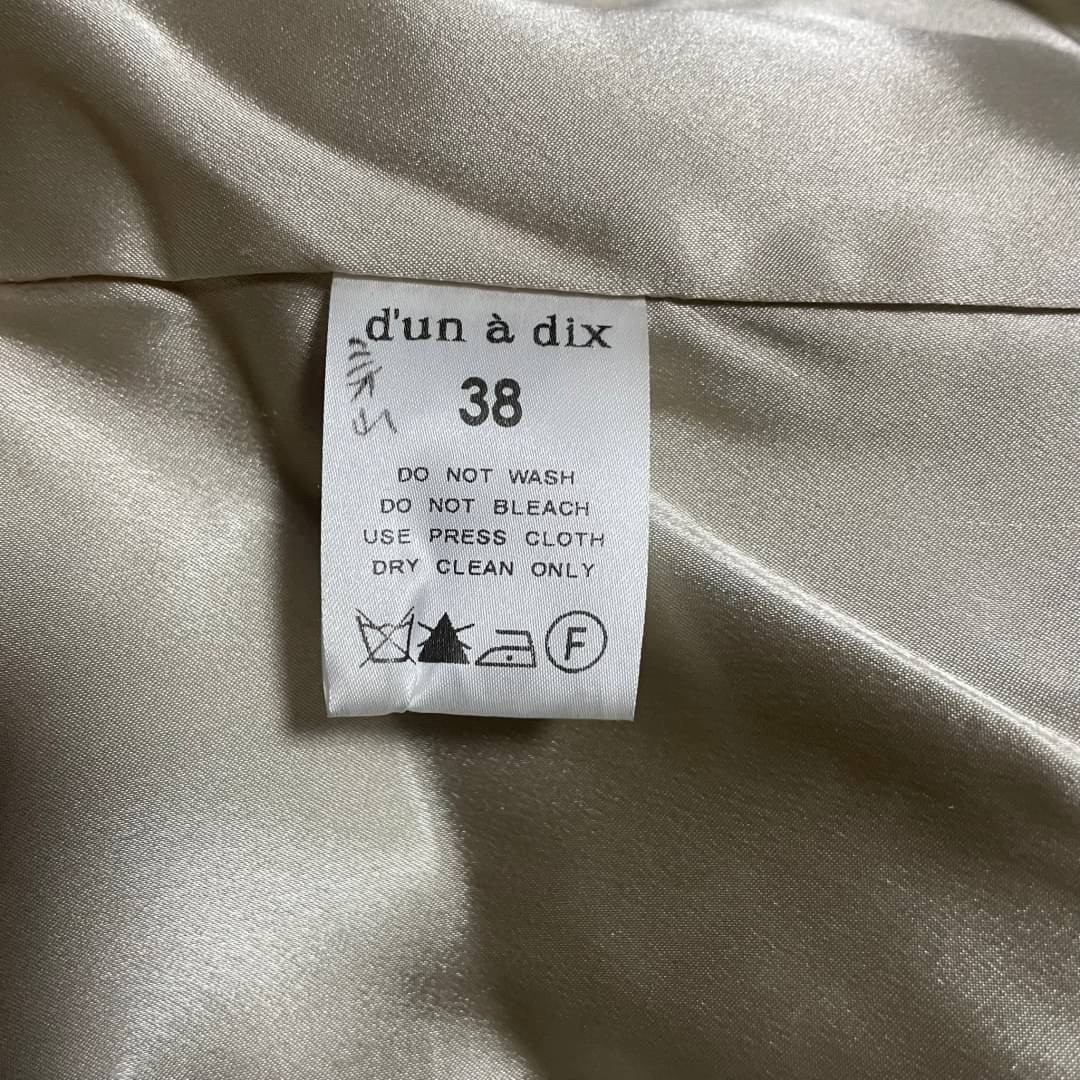 d'un à dix
38
DO NOT WASH
DO NOT BLEACH
USE PRESS CLOTH
DRY CLEAN ONLY
F